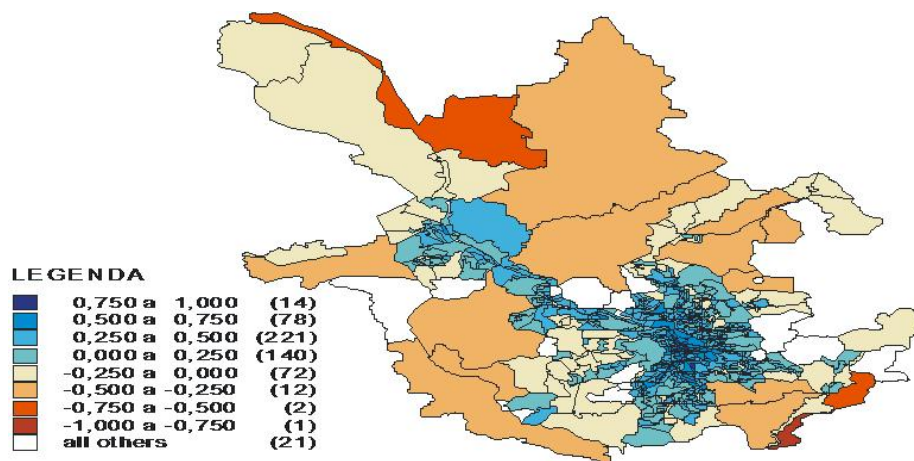 LEGENDA
0,750 a 1,000 (14)
0,500 a 0,750 (78)
0,250 a 0,500 (221)
0,000 a 0,250 (140)
-0,250 a 0,000 (72)
-0,500 a -0,250 (12)
-0,750 a -0,500 (2)
-1,000 a -0,750 (1)
all others (21)